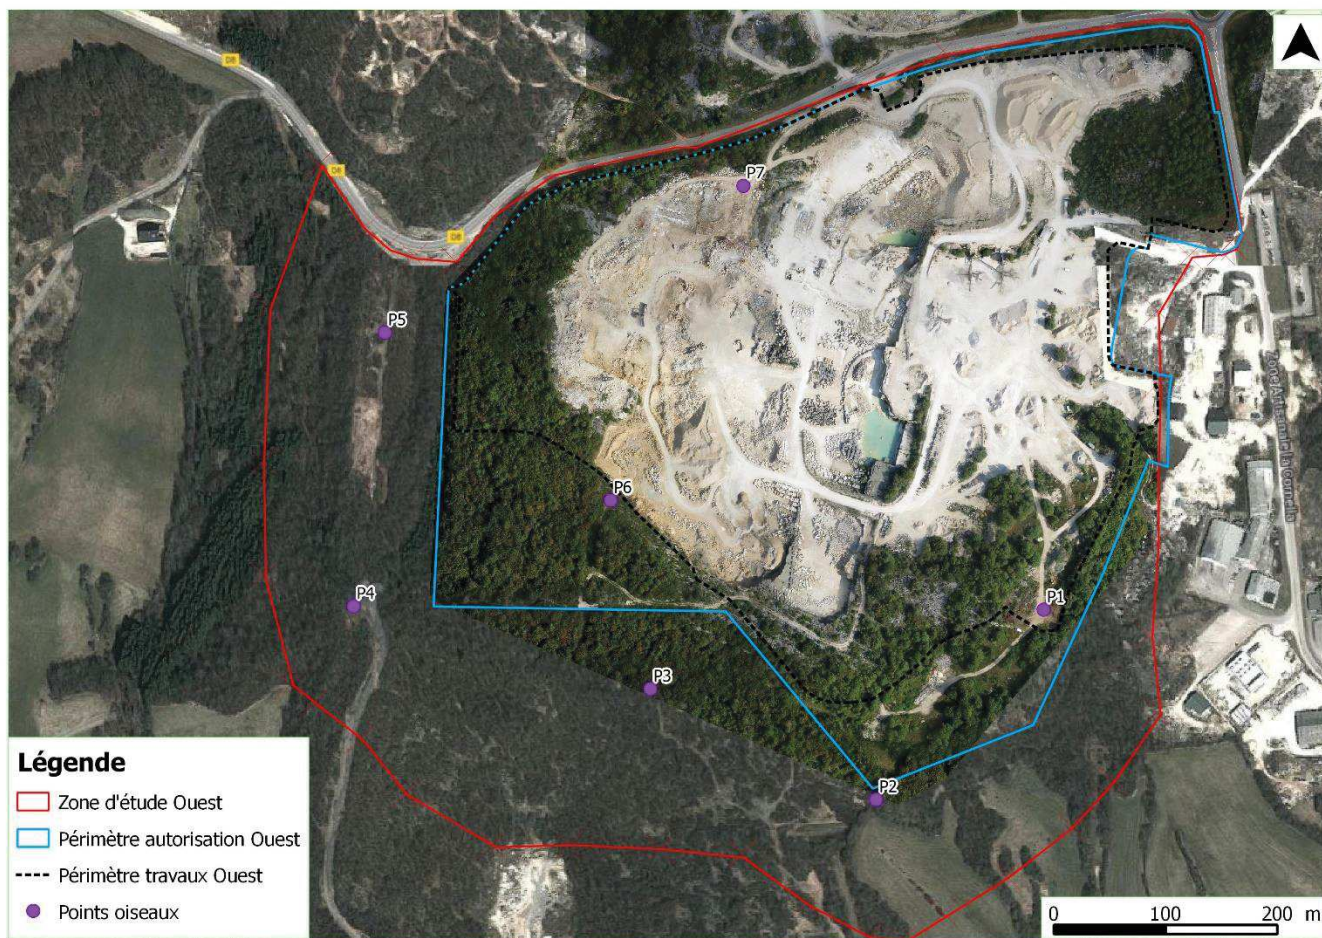 D8
D8
D8
P7
P5
P6
P4
P1
P3
P2
Légende
Zone d'étude Ouest
Périmètre autorisation Ouest
Périmètre travaux Ouest
Points oiseaux
0 100 200 m